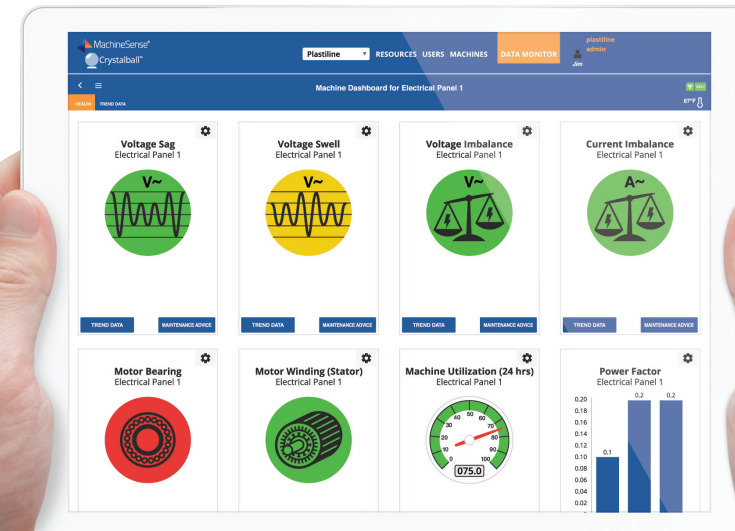 MachineSense®
Crystalball™
Plastiline
RESOURCES USERS MACHINES DATA MONITOR
plastiline
admin
Jim
Machine Dashboard for Electrical Panel 1
HEALTH TREND DATA
87°F
Voltage Sag
Electrical Panel 1
V~
TREND DATA MAINTENANCE ADVICE
Voltage Swell
Electrical Panel 1
V~
TREND DATA MAINTENANCE ADVICE
Voltage Imbalance
Electrical Panel 1
V~
TREND DATA MAINTENANCE ADVICE
Current Imbalance
Electrical Panel 1
A~
TREND DATA MAINTENANCE ADVICE
Motor Bearing
Electrical Panel 1
Motor Winding (Stator)
Electrical Panel 1
Machine Utilization (24 hrs)
Electrical Panel 1
0 10 20 30 40 50 60 70 80 90 100
075.0
Power Factor
Electrical Panel 1
0.20
0.18
0.16
0.14
0.12
0.10
0.08
0.06
0.04
0.02
0.1 0.2 0.2